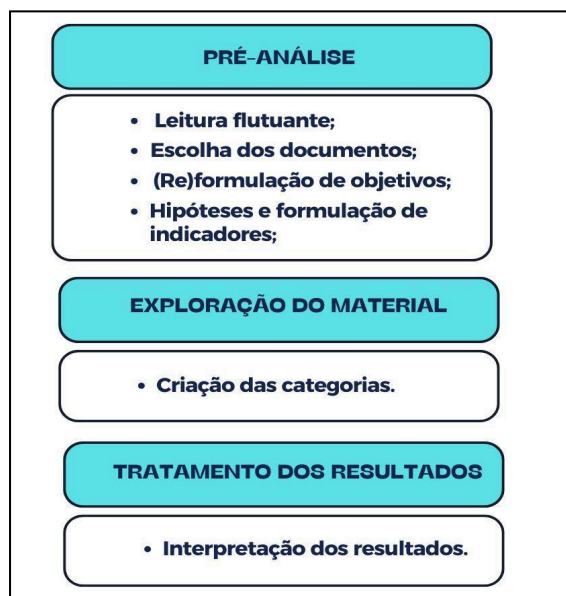 PRÉ-ANÁLISE
• Leitura flutuante;
• Escolha dos documentos;
• (Re)formulação de objetivos;
• Hipóteses e formulação de
indicadores;
EXPLORAÇÃO DO MATERIAL
• Criação das categorias.
TRATAMENTO DOS RESULTADOS
• Interpretação dos resultados.